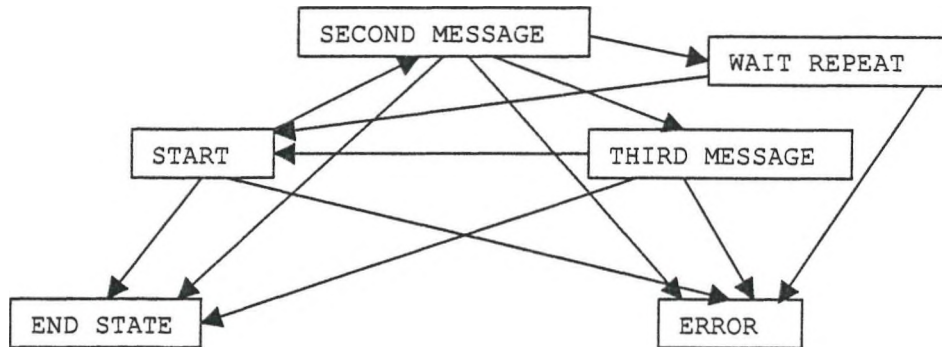 SECOND MESSAGE
WAIT REPEAT
START
THIRD MESSAGE
END STATE
ERROR